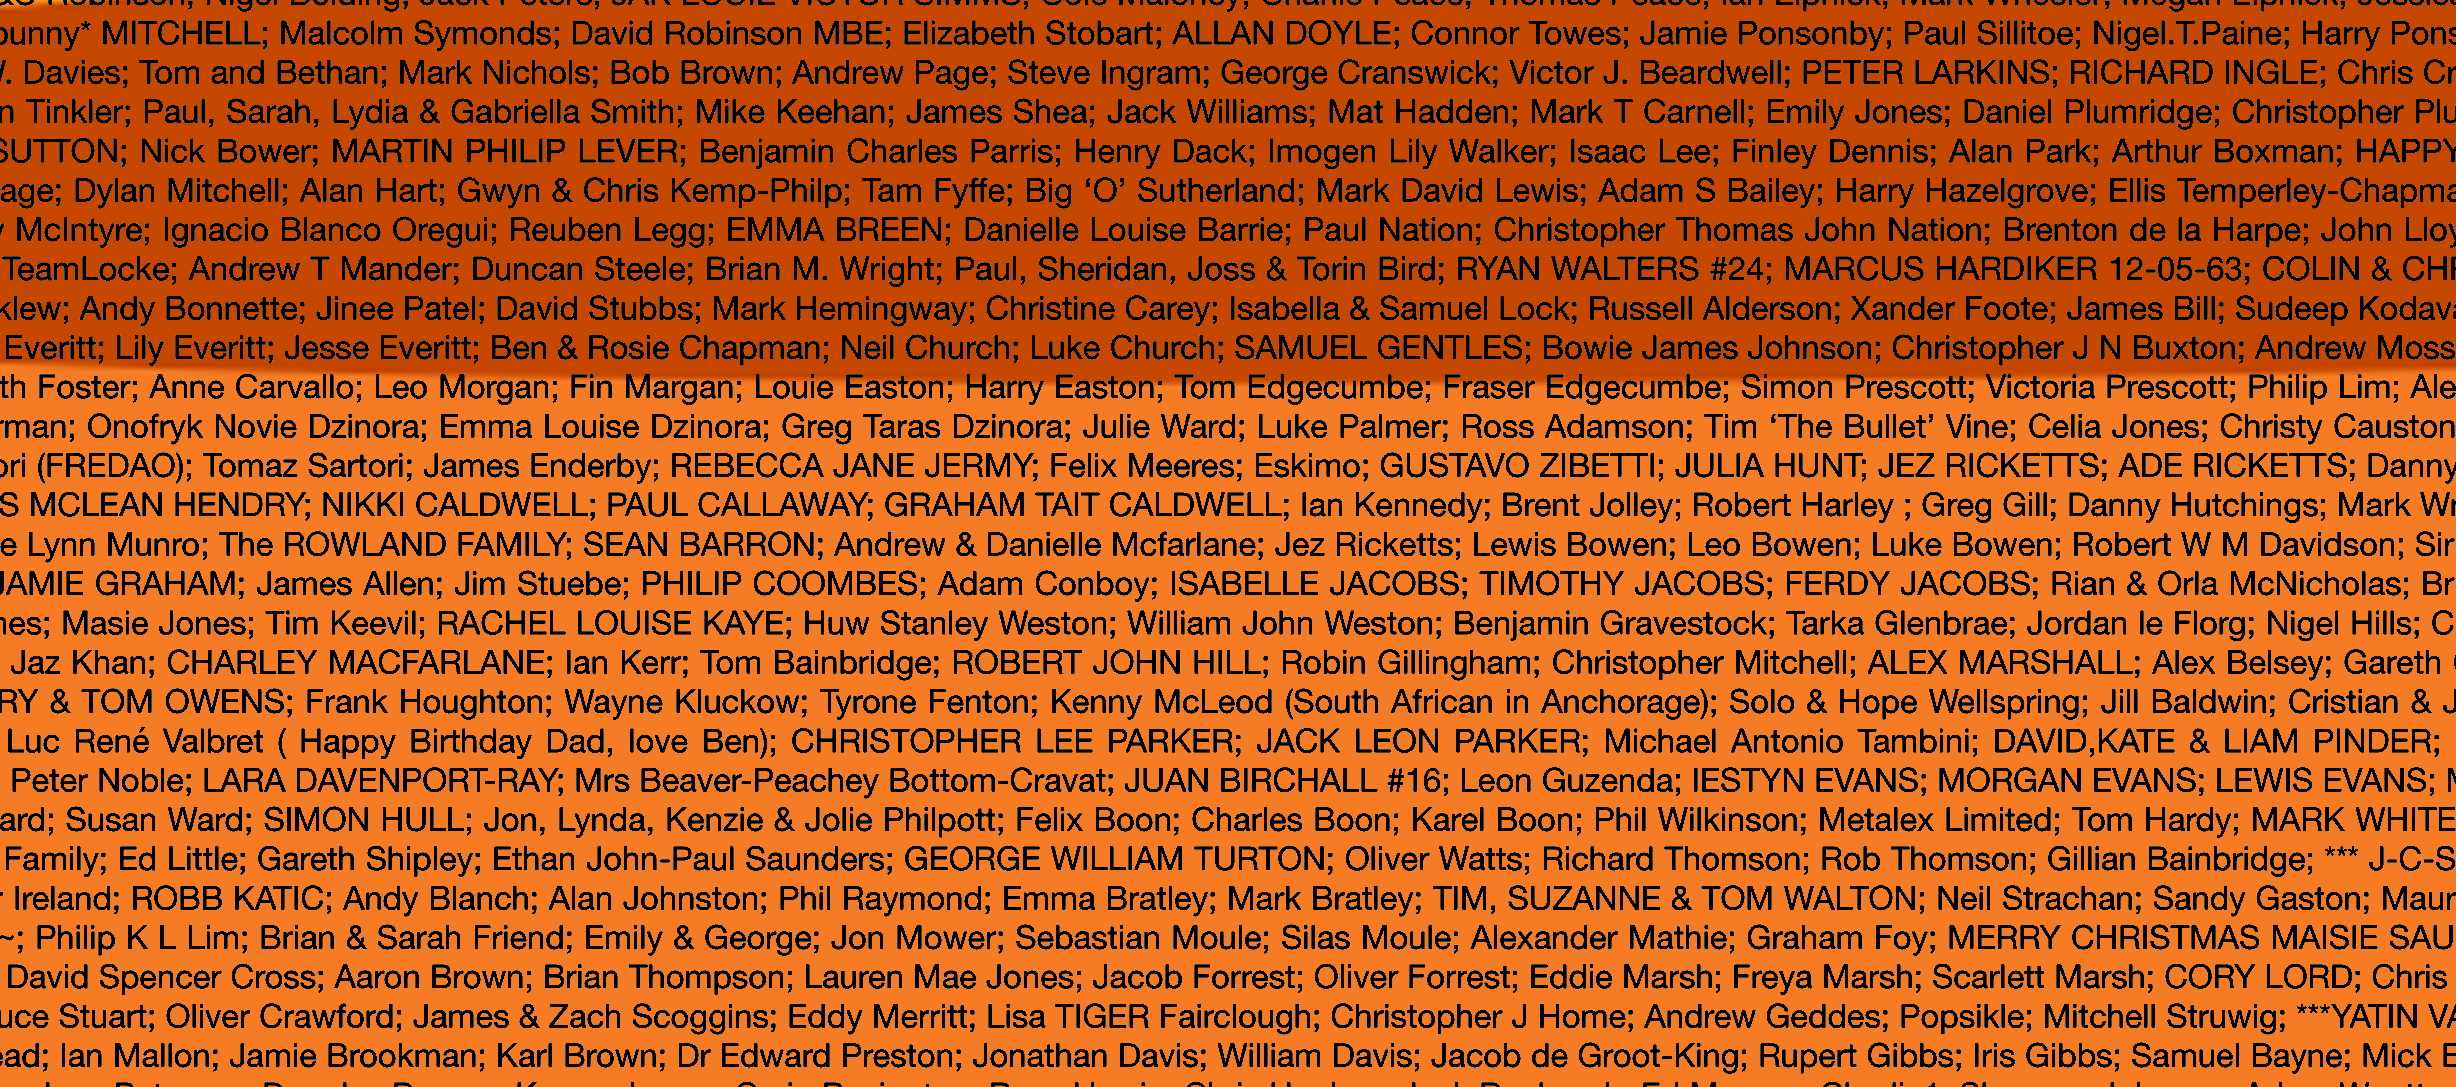 Robinson; Nigel Belding; Jack Peters; JAK LOUIE VICTOR SIMMS; Cole Maloney; Charlie Peace; Thomas Peace; Ian Lipnick; Mark Wheeler; Megan Lipnick;
bunny* MITCHELL; Malcolm Symonds; David Robinson MBE; Elizabeth Stobart; ALLAN DOYLE; Connor Towes; Jamie Ponsonby; Paul Sillitoe; Nigel.T.Paine; Harry Pons
. Davies; Tom and Bethan; Mark Nichols; Bob Brown; Andrew Page; Steve Ingram; George Cranswick; Victor J. Beardwell; PETER LARKINS; RICHARD INGLE; Chris Cr
n Tinkler; Paul, Sarah, Lydia & Gabriella Smith; Mike Keehan; James Shea; Jack Williams; Mat Hadden; Mark T Carnell; Emily Jones; Daniel Plumridge; Christopher Plu
SUTTON; Nick Bower; MARTIN PHILIP LEVER; Benjamin Charles Parris; Henry Dack; Imogen Lily Walker; Isaac Lee; Finley Dennis; Alan Park; Arthur Boxman; HAPPY
age; Dylan Mitchell; Alan Hart; Gwyn & Chris Kemp-Philp; Tam Fyffe; Big ‘O’ Sutherland; Mark David Lewis; Adam S Bailey; Harry Hazelgrove; Ellis Temperley-Chapma
y McIntyre; Ignacio Blanco Oregui; Reuben Legg; EMMA BREEN; Danielle Louise Barrie; Paul Nation; Christopher Thomas John Nation; Brenton de la Harpe; John Lloy
TeamLocke; Andrew T Mander; Duncan Steele; Brian M. Wright; Paul, Sheridan, Joss & Torin Bird; RYAN WALTERS #24; MARCUS HARDIKER 12-05-63; COLIN & CHE
klew; Andy Bonnette; Jinee Patel; David Stubbs; Mark Hemingway; Christine Carey; Isabella & Samuel Lock; Russell Alderson; Xander Foote; James Bill; Sudeep Kodava
Everitt; Lily Everitt; Jesse Everitt; Ben & Rosie Chapman; Neil Church; Luke Church; SAMUEL GENTLES; Bowie James Johnson; Christopher J N Buxton; Andrew Moss
th Foster; Anne Carvallo; Leo Morgan; Fin Margan; Louie Easton; Harry Easton; Tom Edgecumbe; Fraser Edgecumbe; Simon Prescott; Victoria Prescott; Philip Lim; Ale
rman; Onofryk Novie Dzinora; Emma Louise Dzinora; Greg Taras Dzinora; Julie Ward; Luke Palmer; Ross Adamson; Tim ‘The Bullet’ Vine; Celia Jones; Christy Causton
ori (FREDAO); Tomaz Sartori; James Enderby; REBECCA JANE JERMY; Felix Meeres; Eskimo; GUSTAVO ZIBETTI; JULIA HUNT; JEZ RICKETTS; ADE RICKETTS; Danny
S MCLEAN HENDRY; NIKKI CALDWELL; PAUL CALLAWAY; GRAHAM TAIT CALDWELL; Ian Kennedy; Brent Jolley; Robert Harley ; Greg Gill; Danny Hutchings; Mark Wr
e Lynn Munro; The ROWLAND FAMILY; SEAN BARRON; Andrew & Danielle Mcfarlane; Jez Ricketts; Lewis Bowen; Leo Bowen; Luke Bowen; Robert W M Davidson; Sir
JAMIE GRAHAM; James Allen; Jim Stuebe; PHILIP COOMBES; Adam Conboy; ISABELLE JACOBS; TIMOTHY JACOBS; FERDY JACOBS; Rian & Orla McNicholas; Br
nes; Masie Jones; Tim Keevil; RACHEL LOUISE KAYE; Huw Stanley Weston; William John Weston; Benjamin Gravestock; Tarka Glenbrae; Jordan le Florg; Nigel Hills; C
Jaz Khan; CHARLEY MACFARLANE; Ian Kerr; Tom Bainbridge; ROBERT JOHN HILL; Robin Gillingham; Christopher Mitchell; ALEX MARSHALL; Alex Belsey; Gareth
RY & TOM OWENS; Frank Houghton; Wayne Kluckow; Tyrone Fenton; Kenny McLeod (South African in Anchorage); Solo & Hope Wellspring; Jill Baldwin; Cristian & J
Luc René Valbret ( Happy Birthday Dad, love Ben); CHRISTOPHER LEE PARKER; JACK LEON PARKER; Michael Antonio Tambini; DAVID,KATE & LIAM PINDER;
Peter Noble; LARA DAVENPORT-RAY; Mrs Beaver-Peachey Bottom-Cravat; JUAN BIRCHALL #16; Leon Guzenda; IESTYN EVANS; MORGAN EVANS; LEWIS EVANS; M
ard; Susan Ward; SIMON HULL; Jon, Lynda, Kenzie & Jolie Philpott; Felix Boon; Charles Boon; Karel Boon; Phil Wilkinson; Metalex Limited; Tom Hardy; MARK WHITE
Family; Ed Little; Gareth Shipley; Ethan John-Paul Saunders; GEORGE WILLIAM TURTON; Oliver Watts; Richard Thomson; Rob Thomson; Gillian Bainbridge; *** J-C-S
r Ireland; ROBB KATIC; Andy Blanch; Alan Johnston; Phil Raymond; Emma Bratley; Mark Bratley; TIM, SUZANNE & TOM WALTON; Neil Strachan; Sandy Gaston; Maur
~; Philip K L Lim; Brian & Sarah Friend; Emily & George; Jon Mower; Sebastian Moule; Silas Moule; Alexander Mathie; Graham Foy; MERRY CHRISTMAS MAISIE SAU
David Spencer Cross; Aaron Brown; Brian Thompson; Lauren Mae Jones; Jacob Forrest; Oliver Forrest; Eddie Marsh; Freya Marsh; Scarlett Marsh; CORY LORD; Chris
uce Stuart; Oliver Crawford; James & Zach Scoggins; Eddy Merritt; Lisa TIGER Fairclough; Christopher J Home; Andrew Geddes; Popsikle; Mitchell Struwig; ***YATIN VA
ead; Ian Mallon; Jamie Brookman; Karl Brown; Dr Edward Preston; Jonathan Davis; William Davis; Jacob de Groot-King; Rupert Gibbs; Iris Gibbs; Samuel Bayne; Mick E